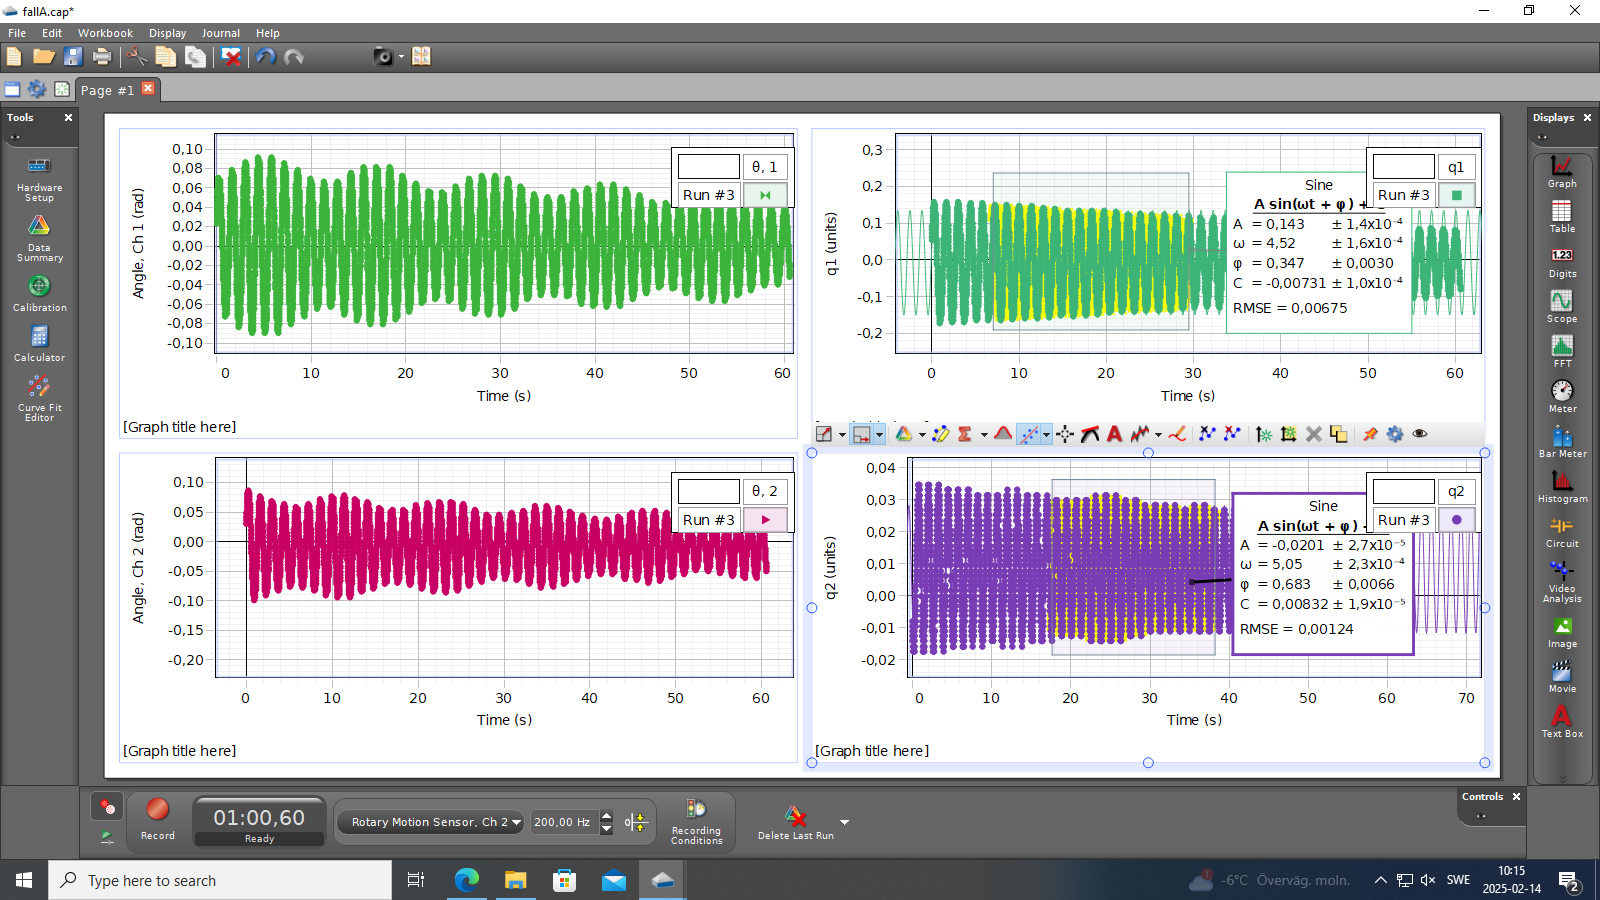 fallA.cap*
File Edit Workbook Display Journal Help
Page #1
Tools
Hardware Setup
Data Summary
Calibration
Calculator
Curve Fit Editor
Displays
Graph
Table
1.23
Digits
Scope
FFT
Meter
Bar Meter
Histogram
Circuit
Video Analysis
Image
Movie
Text Box
Angle, Ch 1 (rad)
0,10
0,08
0,06
0,04
0,02
0,00
-0,02
-0,04
-0,06
-0,08
-0,10
0 10 20 30 40 50 60
Time (s)
θ, 1
Run #3
[Graph title here]
q1 (units)
0,3
0,2
0,1
0,0
-0,1
-0,2
0 10 20 30 40 50 60
Time (s)
q1
Run #3
Sine
A sin(ωt + φ) +
A = 0,143 ± 1,4x10⁻⁴
ω = 4,52 ± 1,6x10⁻⁴
φ = 0,347 ± 0,0030
C = -0,00731 ± 1,0x10⁻⁴
RMSE = 0,00675
Angle, Ch 2 (rad)
0,10
0,05
0,00
-0,05
-0,10
-0,15
-0,20
0 10 20 30 40 50 60
Time (s)
θ, 2
Run #3
[Graph title here]
q2 (units)
0,04
0,03
0,02
0,01
0,00
-0,01
-0,02
0 10 20 30 40 50 60 70
Time (s)
q2
Run #3
Sine
A sin(ωt + φ)
A = -0,0201 ± 2,7x10⁻⁵
ω = 5,05 ± 2,3x10⁻⁴
φ = 0,683 ± 0,0066
C = 0,00832 ± 1,9x10⁻⁵
RMSE = 0,00124
[Graph title here]
Record
01:00,60
Ready
Rotary Motion Sensor, Ch 2
200,00 Hz
Recording Conditions
Delete Last Run
Controls
Type here to search
1
-6°C Överväg. moln.
SWE
10:15
2025-02-14
2